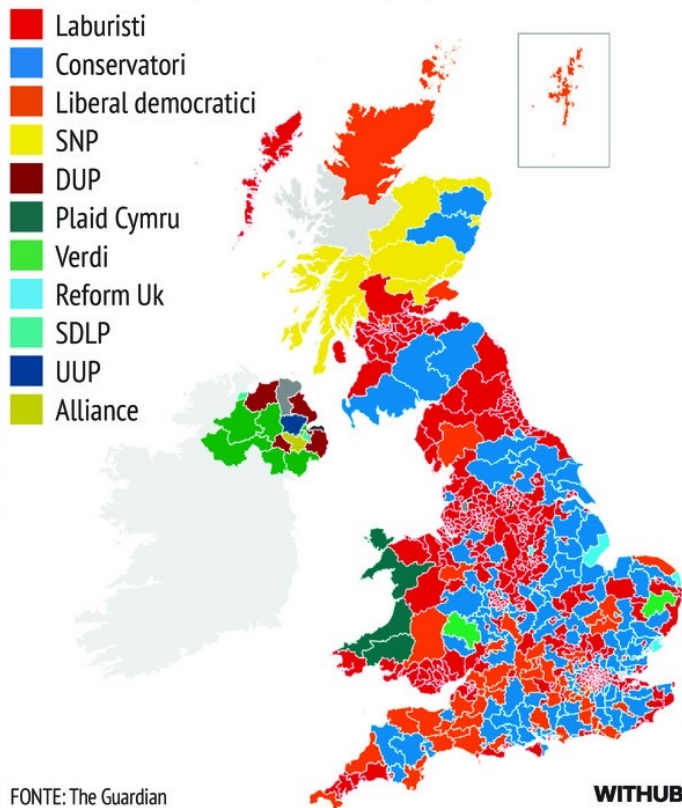 Laburisti
Conservatori
Liberal democratici
SNP
DUP
Plaid Cymru
Verdi
Reform Uk
SDLP
UUP
Alliance
FONTE: The Guardian
WITHUB